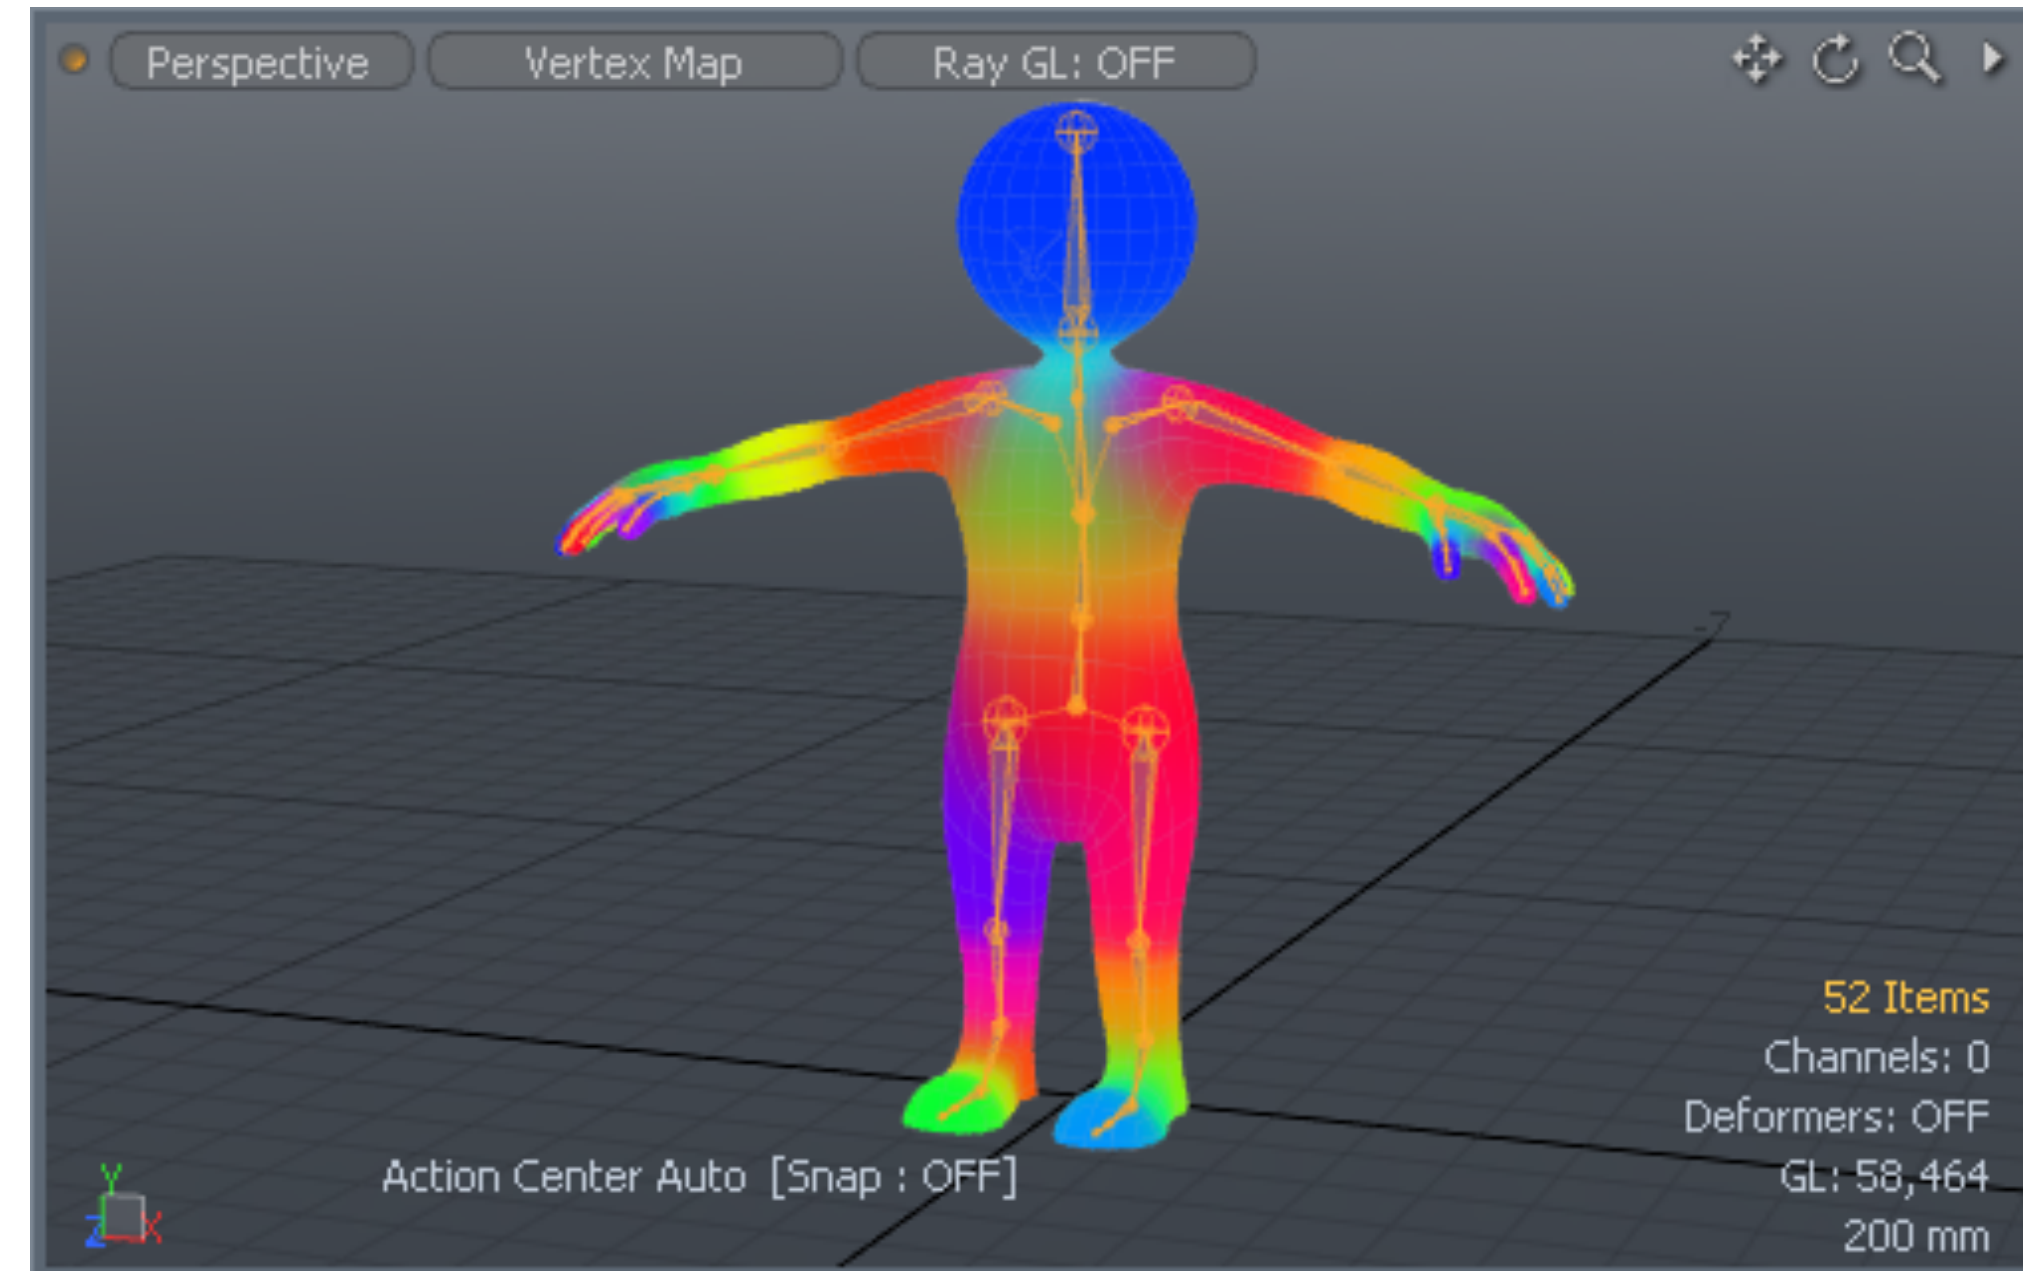 Perspective Vertex Map Ray GL: OFF
52 Items
Channels: 0
Deformers: OFF
GL: 58,464
200 mm
Action Center Auto [Snap : OFF]
Y
Z X